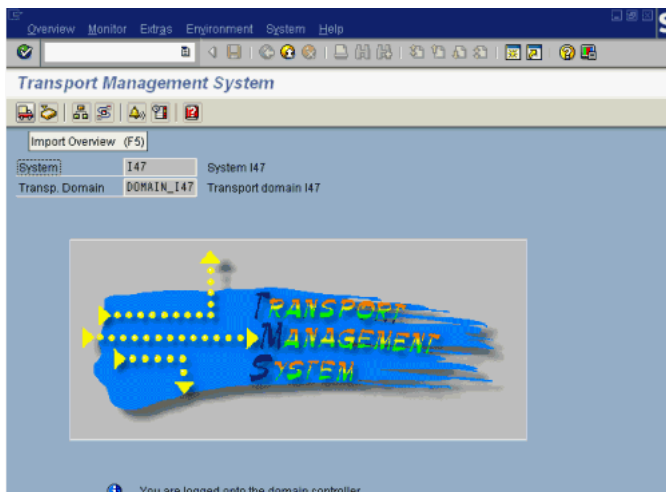 Overview Monitor Extras Environment System Help
Transport Management System
Import Overview (F5)
System I47 System I47
Transp. Domain DOMAIN_I47 Transport domain I47
TRANSPORT
MANAGEMENT
SYSTEM
You are logged onto the domain controller